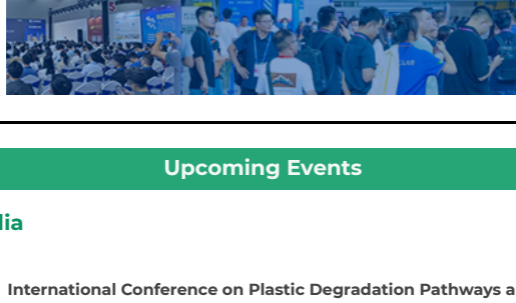 Upcoming Events
lia
International Conference on Plastic Degradation Pathways a